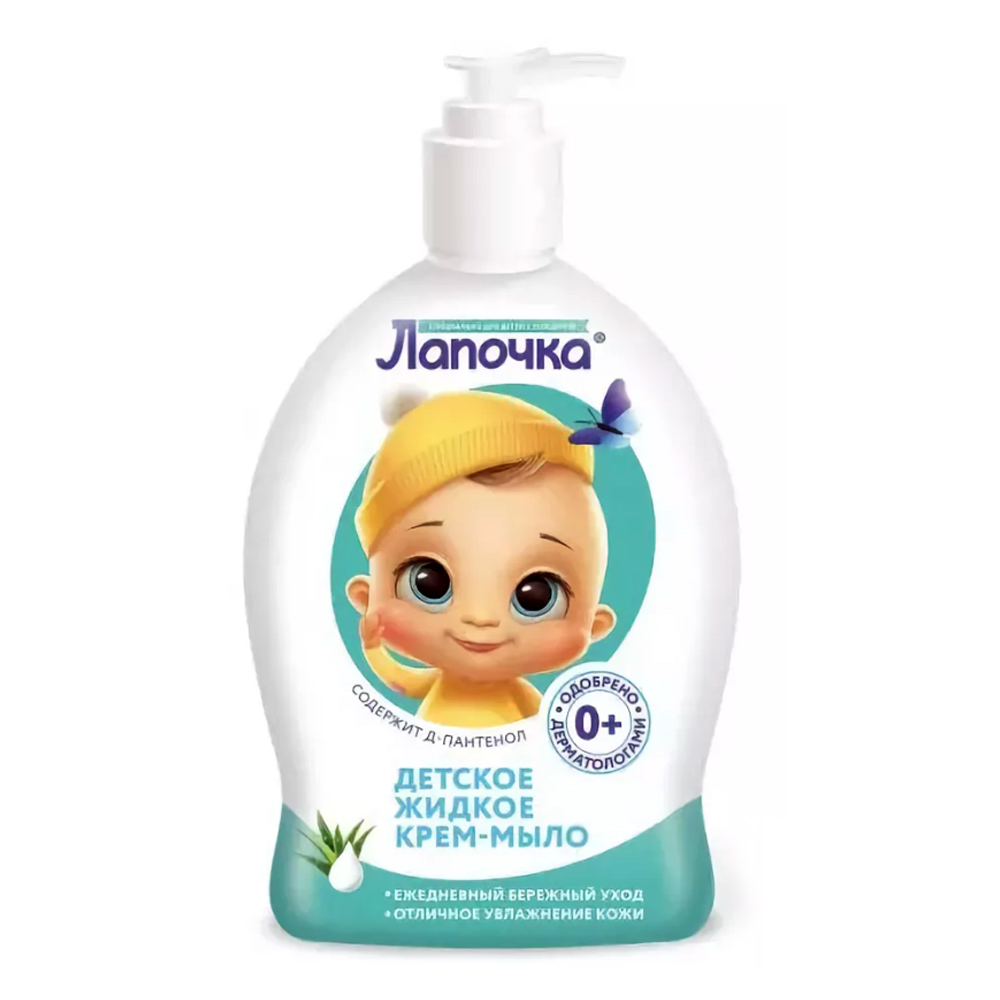 Лапочка®
СОДЕРЖИТ Д-ПАНТЕНОЛ
ОДОБРЕНО
0+
ДЕРМАТОЛОГАМИ
ДЕТСКОЕ
ЖИДКОЕ
КРЕМ-МЫЛО
• ЕЖЕДНЕВНЫЙ БЕРЕЖНЫЙ УХОД
• ОТЛИЧНОЕ УВЛАЖНЕНИЕ КОЖИ